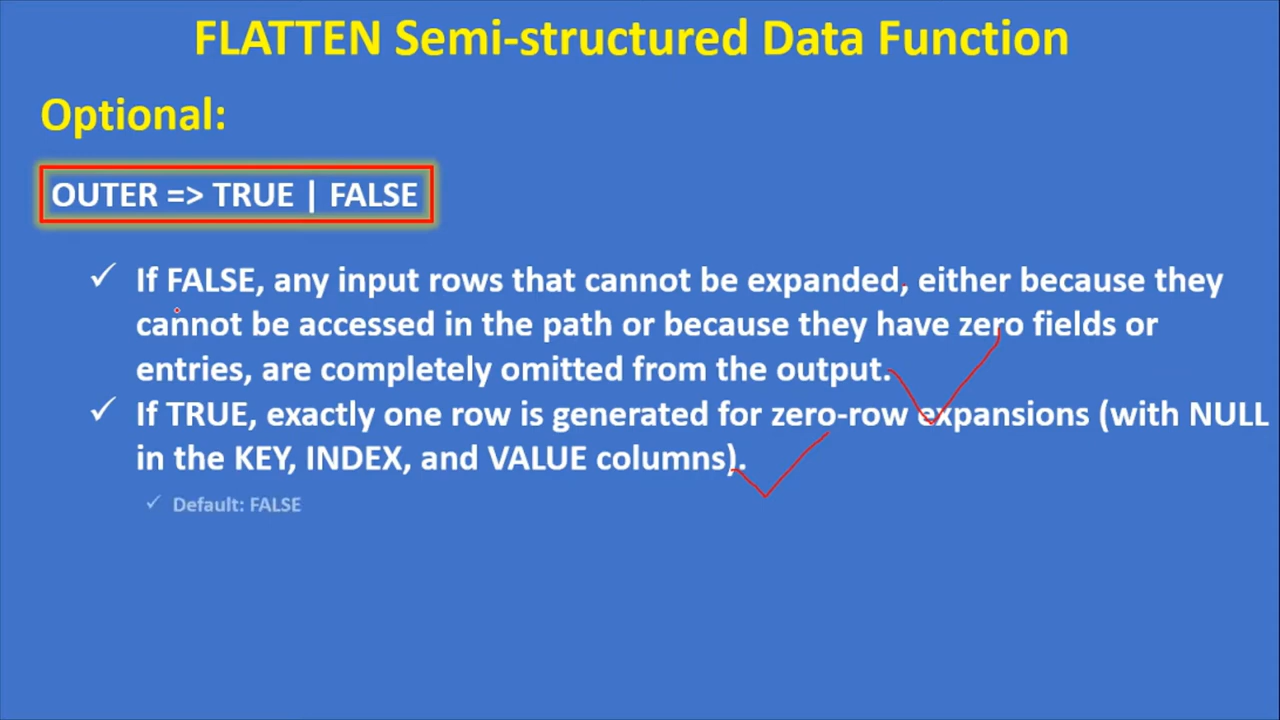 FLATTEN Semi-structured Data Function
Optional:
OUTER => TRUE | FALSE
✓ If FALSE, any input rows that cannot be expanded, either because they
cannot be accessed in the path or because they have zero fields or
entries, are completely omitted from the output.
✓ If TRUE, exactly one row is generated for zero-row expansions (with NULL
in the KEY, INDEX, and VALUE columns).
✓ Default: FALSE